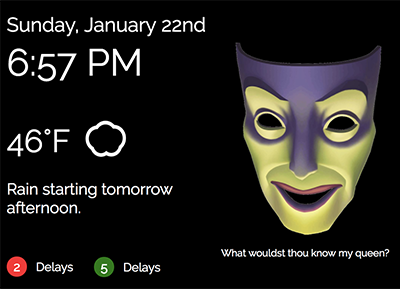 Sunday, January 22nd
6:57 PM
46°F
Rain starting tomorrow
afternoon.
What wouldst thou know my queen?
2 Delays 5 Delays